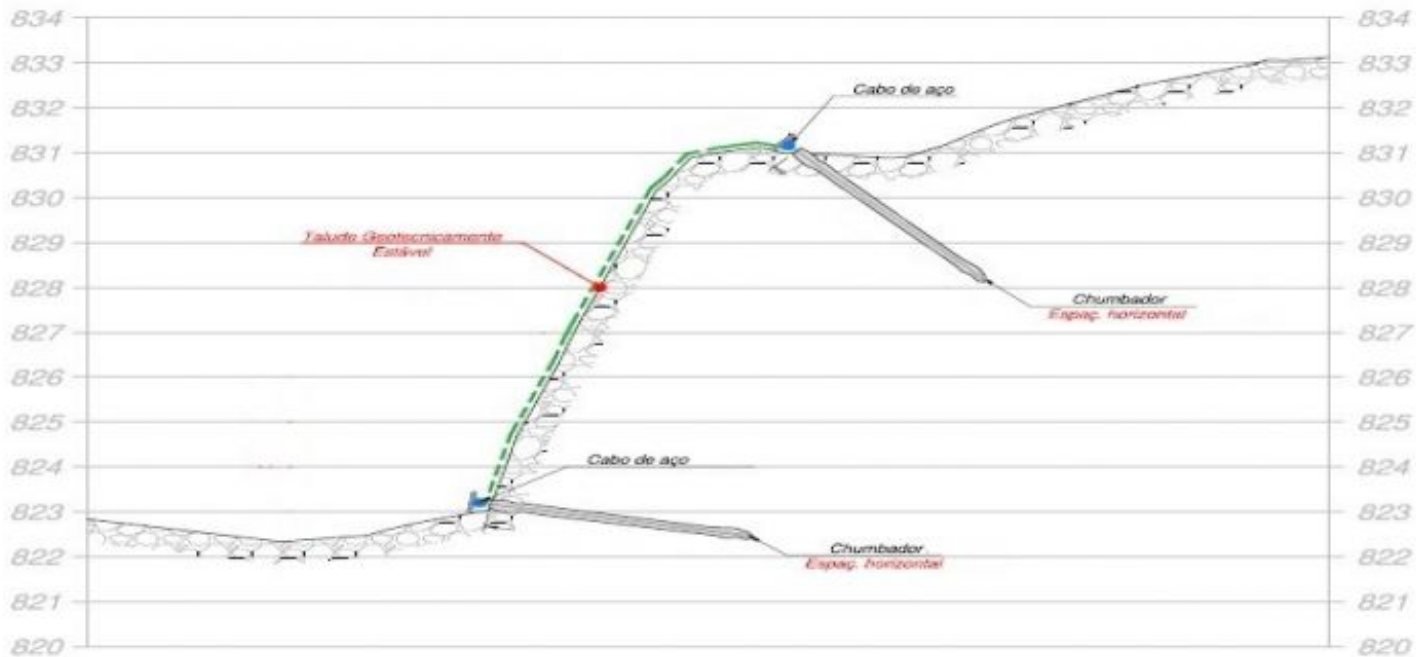 834 834
833 833
Cabo de aço
832 832
831 831
830 830
829 829
Talude Geotecnicamente
Estável
828 828
Chumbador
Espaç. horizontal
827 827
826 826
825 825
824 824
Cabo de aço
823 823
822 822
Chumbador
Espaç. horizontal
821 821
820 820